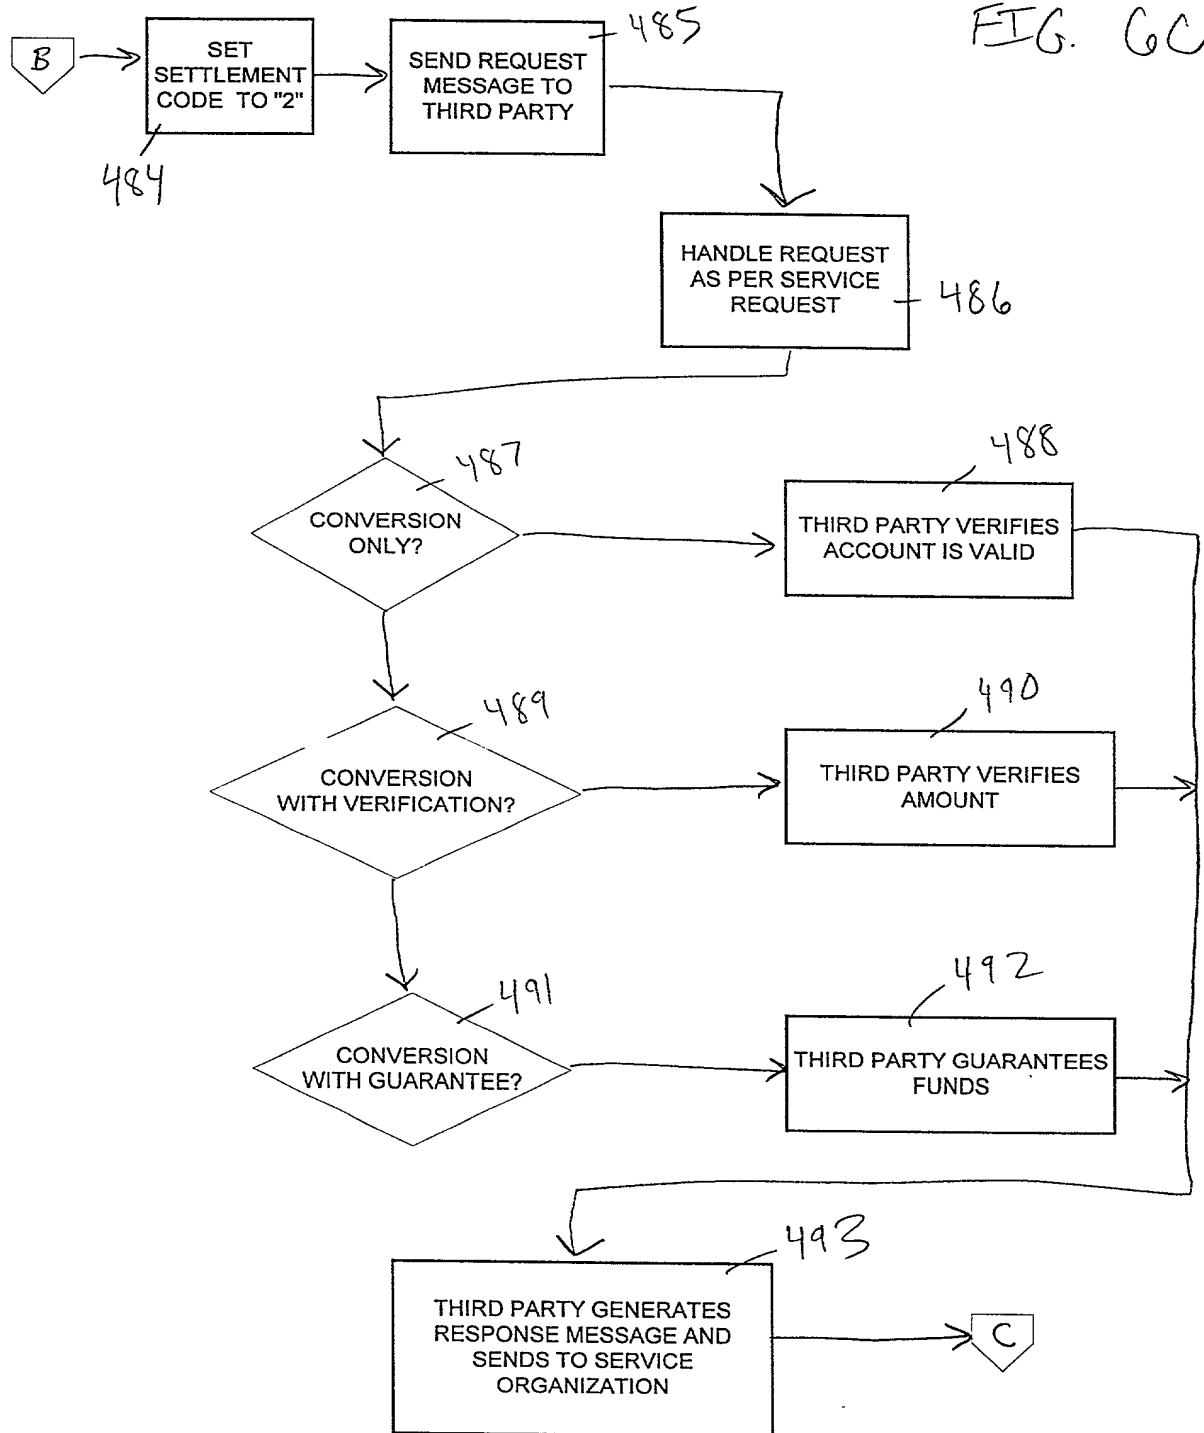 FIG. 6C
B
SET
SETTLEMENT
CODE TO "2"
484
SEND REQUEST
MESSAGE TO
THIRD PARTY
485
HANDLE REQUEST
AS PER SERVICE
REQUEST
486
CONVERSION
ONLY?
487
THIRD PARTY VERIFIES
ACCOUNT IS VALID
488
CONVERSION
WITH VERIFICATION?
489
THIRD PARTY VERIFIES
AMOUNT
490
CONVERSION
WITH GUARANTEE?
491
THIRD PARTY GUARANTEES
FUNDS
492
THIRD PARTY GENERATES
RESPONSE MESSAGE AND
SENDS TO SERVICE
ORGANIZATION
493
C